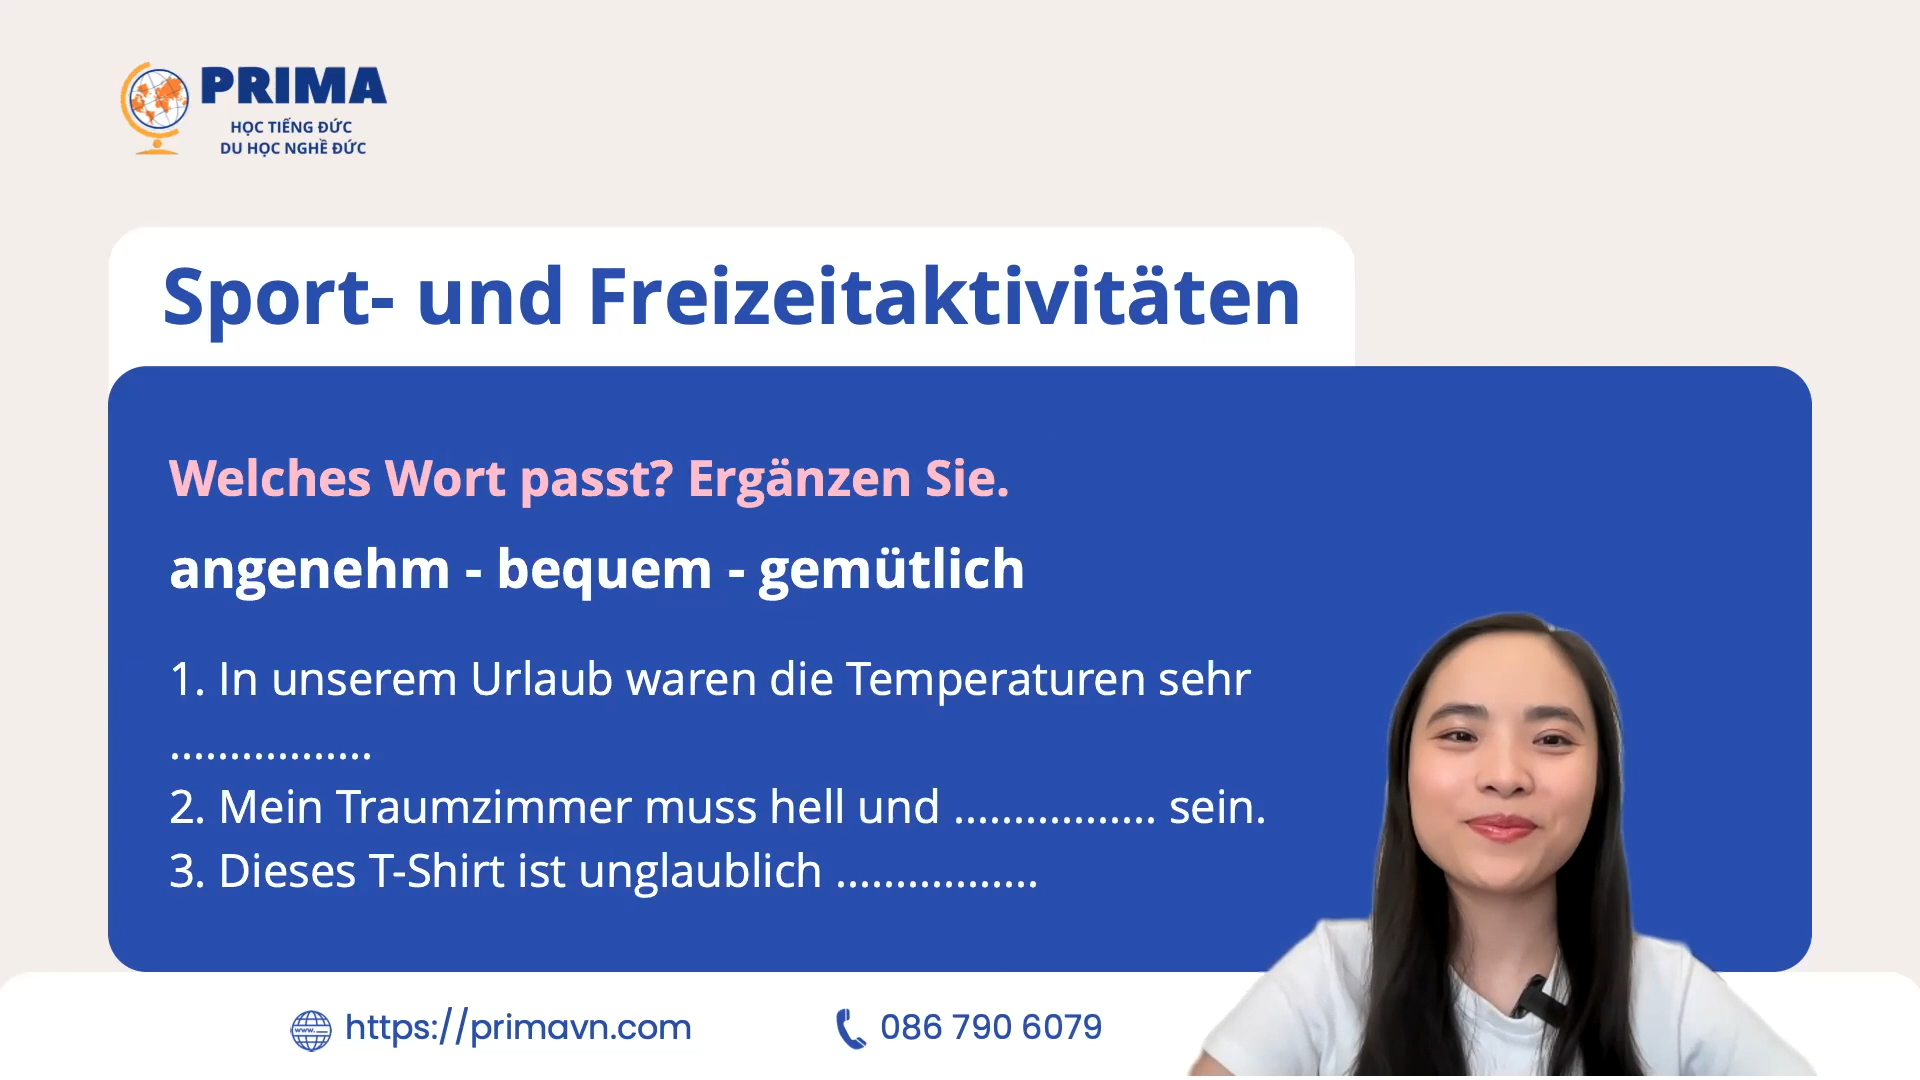 PRIMA
HỌC TIẾNG ĐỨC
DU HỌC NGHỀ ĐỨC
Sport- und Freizeitaktivitäten
Welches Wort passt? Ergänzen Sie.
angenehm - bequem - gemütlich
1. In unserem Urlaub waren die Temperaturen sehr
.................
2. Mein Traumzimmer muss hell und ................. sein.
3. Dieses T-Shirt ist unglaublich .................
www.
https://primavn.com
086 790 6079